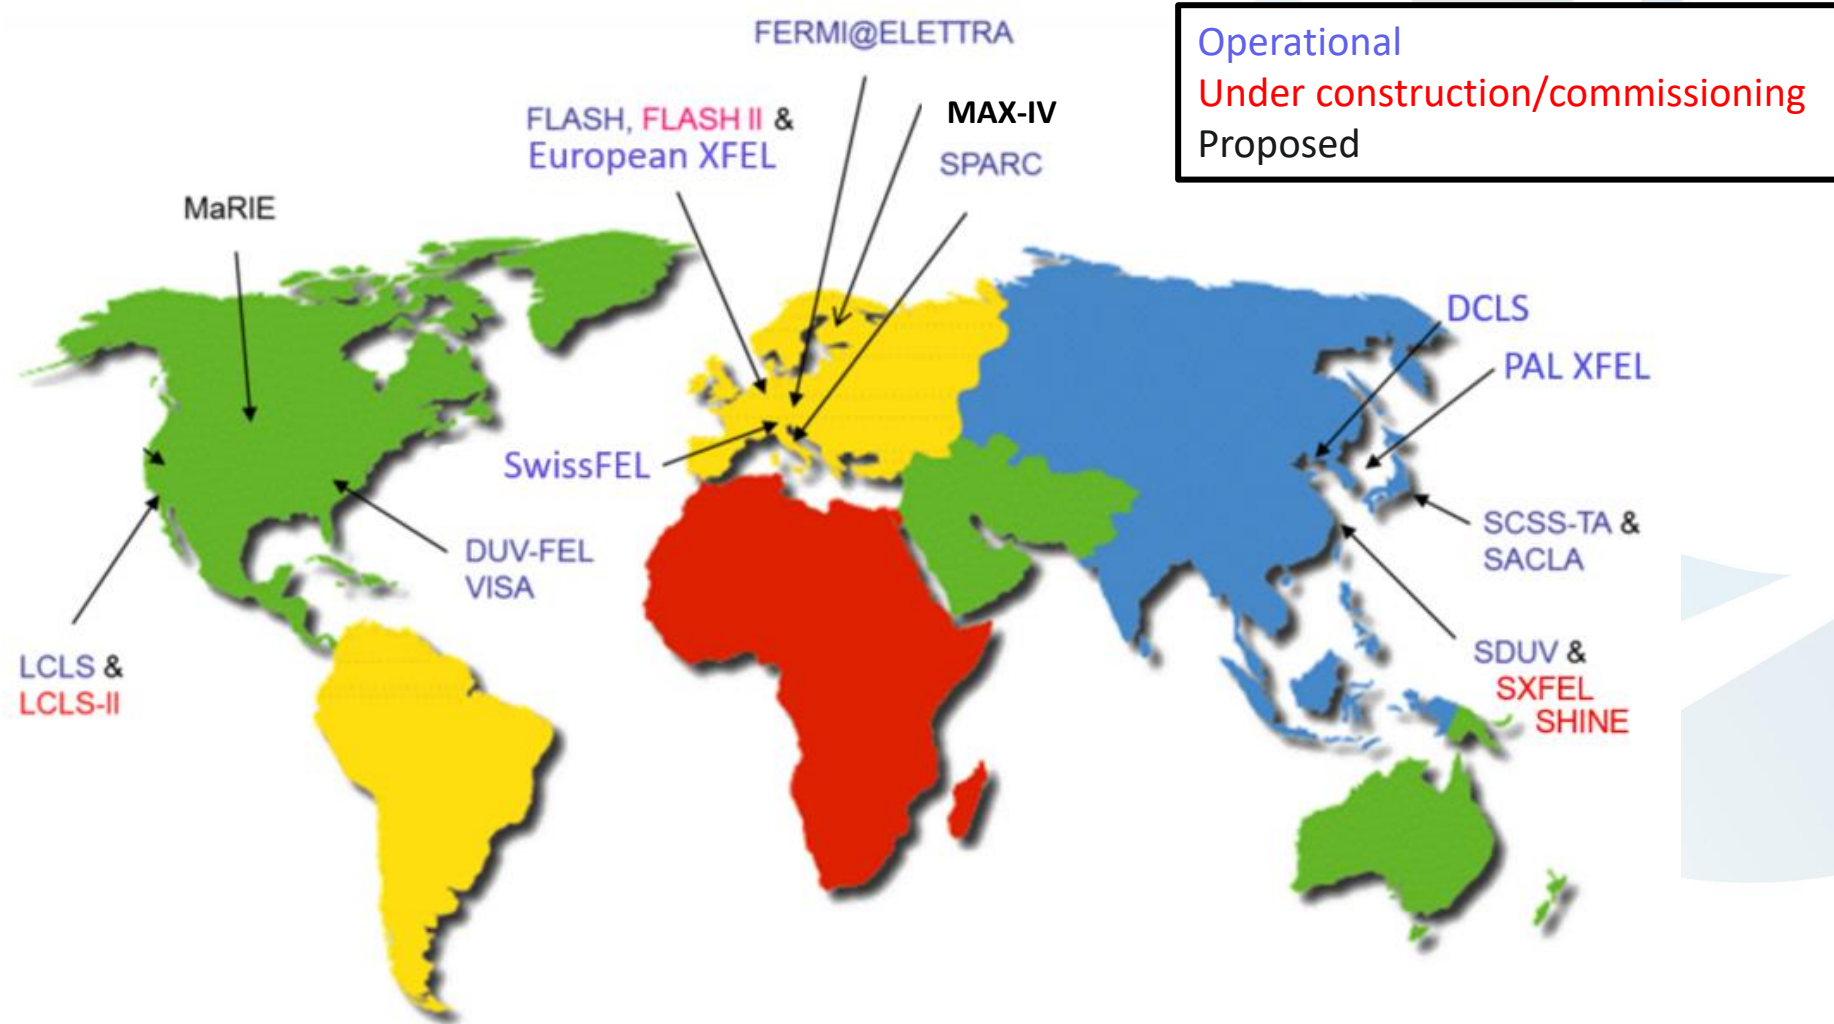 FERMI@ELETTRA
Operational
Under construction/commissioning
Proposed
FLASH, FLASH II &
European XFEL
MAX-IV
SPARC
MaRIE
DCLS
PAL XFEL
SwissFEL
SCSS-TA &
SACLA
DUV-FEL
VISA
LCLS &
LCLS-II
SDUV &
SXFEL
SHINE